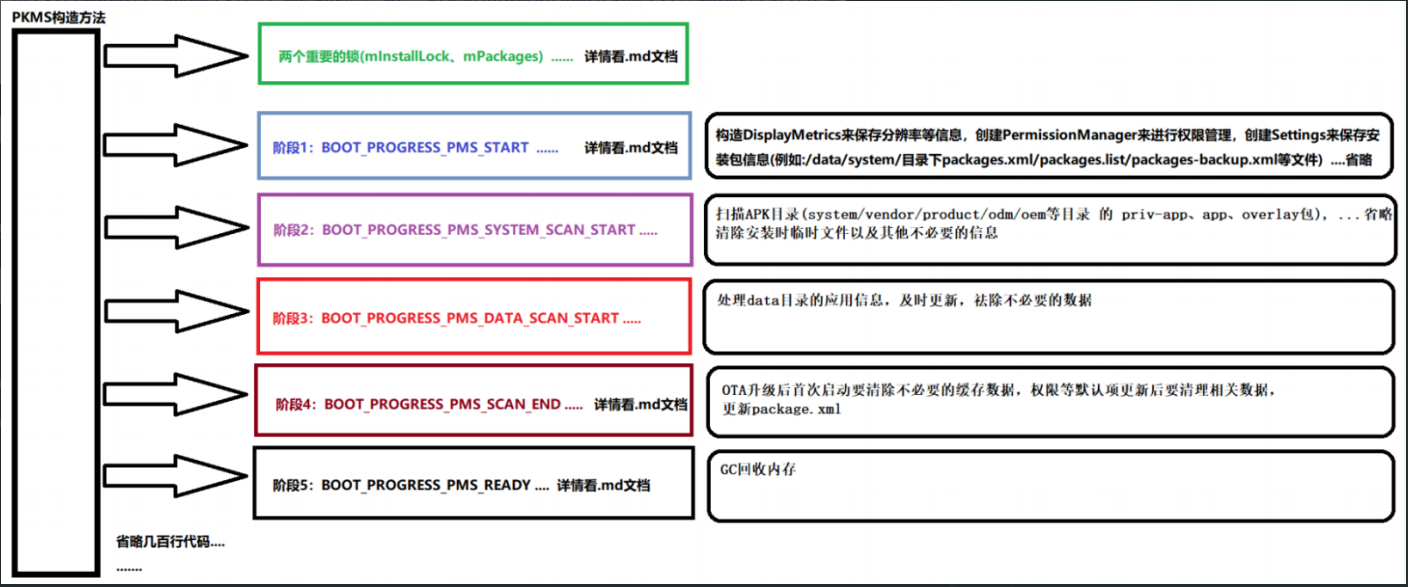 PKMS构造方法
两个重要的锁(mInstallLock、mPackages) ...... 详情看.md文档
阶段1：BOOT_PROGRESS_PMS_START ...... 详情看.md文档
构造DisplayMetrics来保存分辨率等信息，创建PermissionManager来进行权限管理，创建Settings来保存安
装包信息(例如:/data/system/目录下packages.xml/packages.list/packages-backup.xml等文件) ....省略
阶段2：BOOT_PROGRESS_PMS_SYSTEM_SCAN_START .....
扫描APK目录(system/vendor/product/odm/oem等目录 的 priv-app、app、overlay包)，...省略
清除安装时临时文件以及其他不必要的信息
阶段3：BOOT_PROGRESS_PMS_DATA_SCAN_START .....
处理data目录的应用信息，及时更新，祛除不必要的数据
阶段4：BOOT_PROGRESS_PMS_SCAN_END ..... 详情看.md文档
OTA升级后首次启动要清除不必要的缓存数据，权限等默认项更新后要清理相关数据，
更新package.xml
阶段5：BOOT_PROGRESS_PMS_READY .... 详情看.md文档
GC回收内存
省略几百行代码....
.......